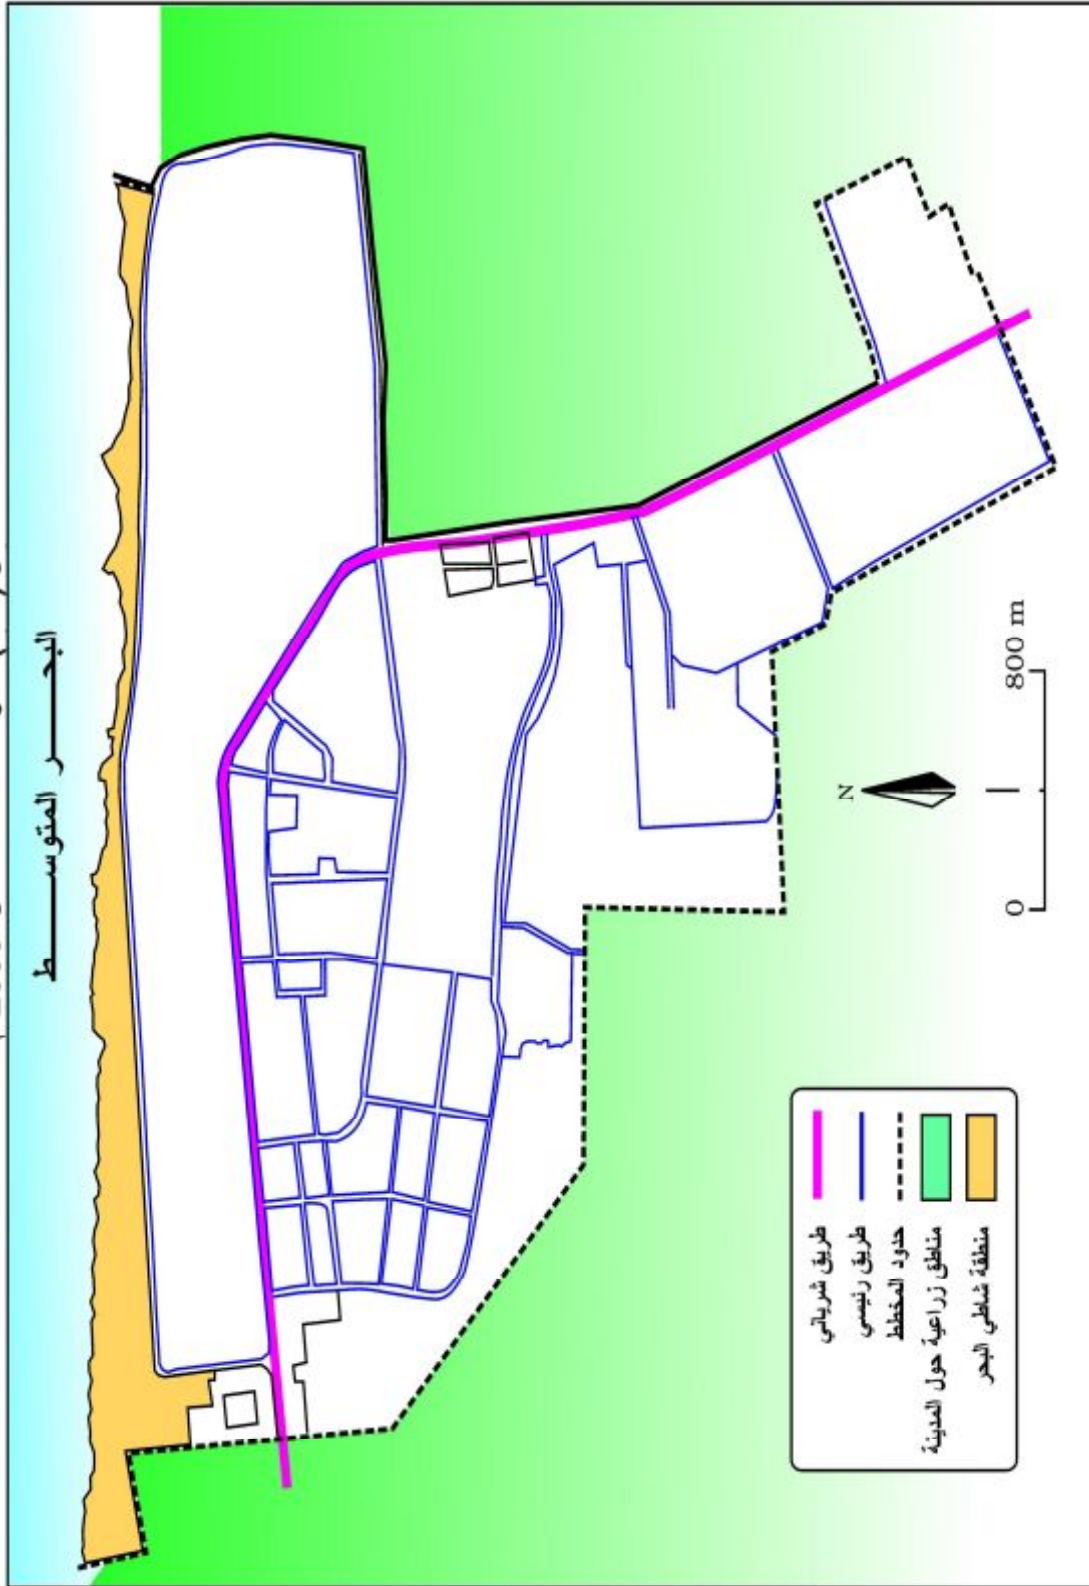 البحـــر المتوســـط
N
0 800 m
طريق شرياني
طريق رئيسي
حدود المخطط
مناطق زراعية حول المدينة
منطقة شاطئ البحر